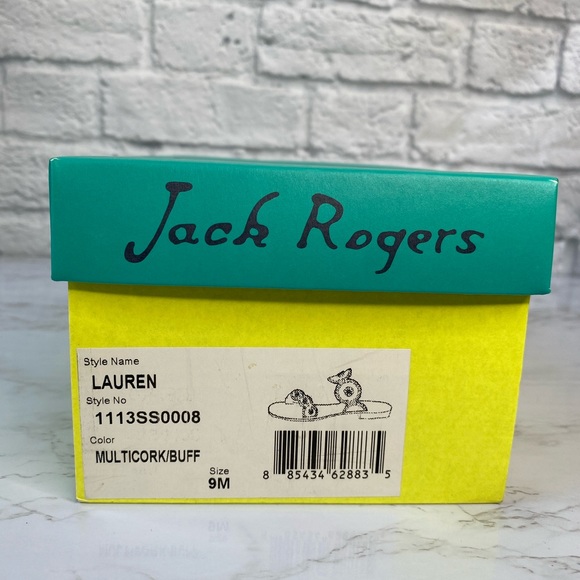 Jack Rogers
Style Name
LAUREN
Style No
1113SS0008
Color
MULTICORK/BUFF
Size
9M
8 85434 62883 5